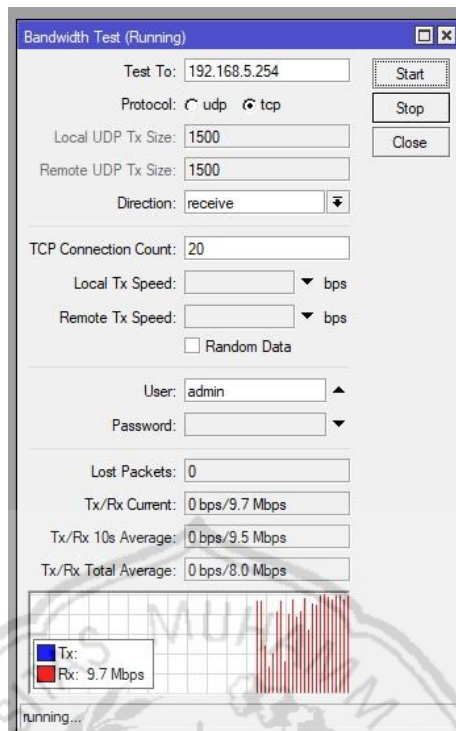 Bandwidth Test (Running)
Test To: 192.168.5.254
Start
Protocol: udp tcp
Stop
Local UDP Tx Size: 1500
Close
Remote UDP Tx Size: 1500
Direction: receive
TCP Connection Count: 20
Local Tx Speed: bps
Remote Tx Speed: bps
Random Data
User: admin
Password:
Lost Packets: 0
Tx/Rx Current: 0 bps/9.7 Mbps
Tx/Rx 10s Average: 0 bps/9.5 Mbps
Tx/Rx Total Average: 0 bps/8.0 Mbps
Tx:
Rx: 9.7 Mbps
running...